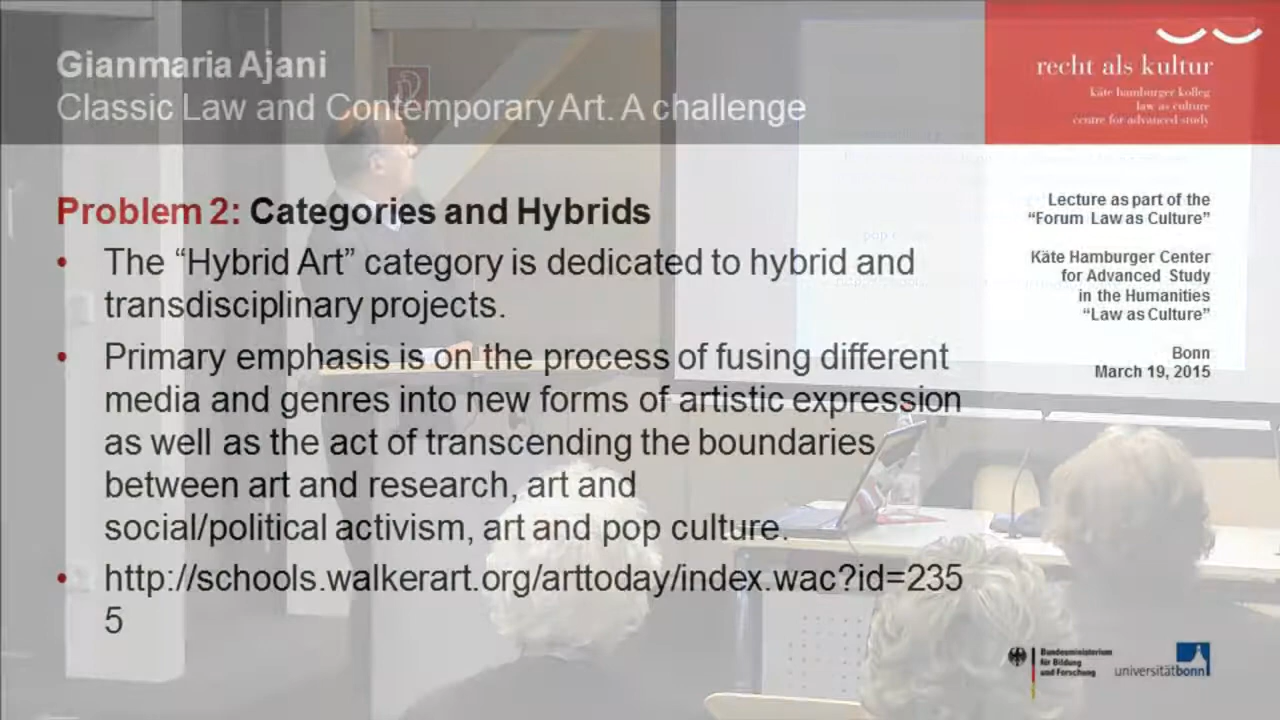 Gianmaria Ajani
Classic Law and Contemporary Art. A challenge
recht als kultur
käte hamburger kolleg
law as culture
centre for advanced study
Problem 2: Categories and Hybrids
• The “Hybrid Art” category is dedicated to hybrid and
transdisciplinary projects.
• Primary emphasis is on the process of fusing different
media and genres into new forms of artistic expression
as well as the act of transcending the boundaries
between art and research, art and
social/political activism, art and pop culture.
• http://schools.walkerart.org/arttoday/index.wac?id=235
5
Lecture as part of the
“Forum Law as Culture”
Käte Hamburger Center
for Advanced Study
in the Humanities
“Law as Culture”
Bonn
March 19, 2015
Bundesministerium
für Bildung
und Forschung
universitätbonn